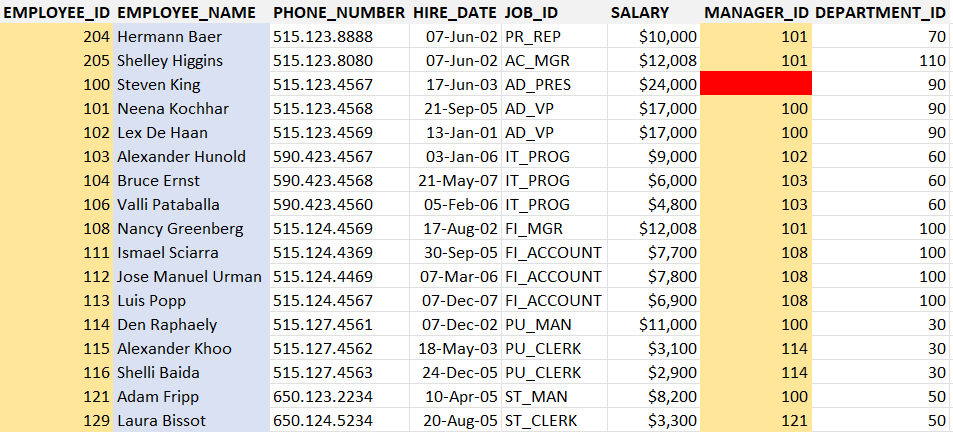 EMPLOYEE_ID EMPLOYEE_NAME PHONE_NUMBER HIRE_DATE JOB_ID SALARY MANAGER_ID DEPARTMENT_ID
204 Hermann Baer 515.123.8888 07-Jun-02 PR_REP $10,000 101 70
205 Shelley Higgins 515.123.8080 07-Jun-02 AC_MGR $12,008 101 110
100 Steven King 515.123.4567 17-Jun-03 AD_PRES $24,000 90
101 Neena Kochhar 515.123.4568 21-Sep-05 AD_VP $17,000 100 90
102 Lex De Haan 515.123.4569 13-Jan-01 AD_VP $17,000 100 90
103 Alexander Hunold 590.423.4567 03-Jan-06 IT_PROG $9,000 102 60
104 Bruce Ernst 590.423.4568 21-May-07 IT_PROG $6,000 103 60
106 Valli Pataballa 590.423.4560 05-Feb-06 IT_PROG $4,800 103 60
108 Nancy Greenberg 515.124.4569 17-Aug-02 FI_MGR $12,008 101 100
111 Ismael Sciarra 515.124.4369 30-Sep-05 FI_ACCOUNT $7,700 108 100
112 Jose Manuel Urman 515.124.4469 07-Mar-06 FI_ACCOUNT $7,800 108 100
113 Luis Popp 515.124.4567 07-Dec-07 FI_ACCOUNT $6,900 108 100
114 Den Raphaely 515.127.4561 07-Dec-02 PU_MAN $11,000 100 30
115 Alexander Khoo 515.127.4562 18-May-03 PU_CLERK $3,100 114 30
116 Shelli Baida 515.127.4563 24-Dec-05 PU_CLERK $2,900 114 30
121 Adam Fripp 650.123.2234 10-Apr-05 ST_MAN $8,200 100 50
129 Laura Bissot 650.124.5234 20-Aug-05 ST_CLERK $3,300 121 50